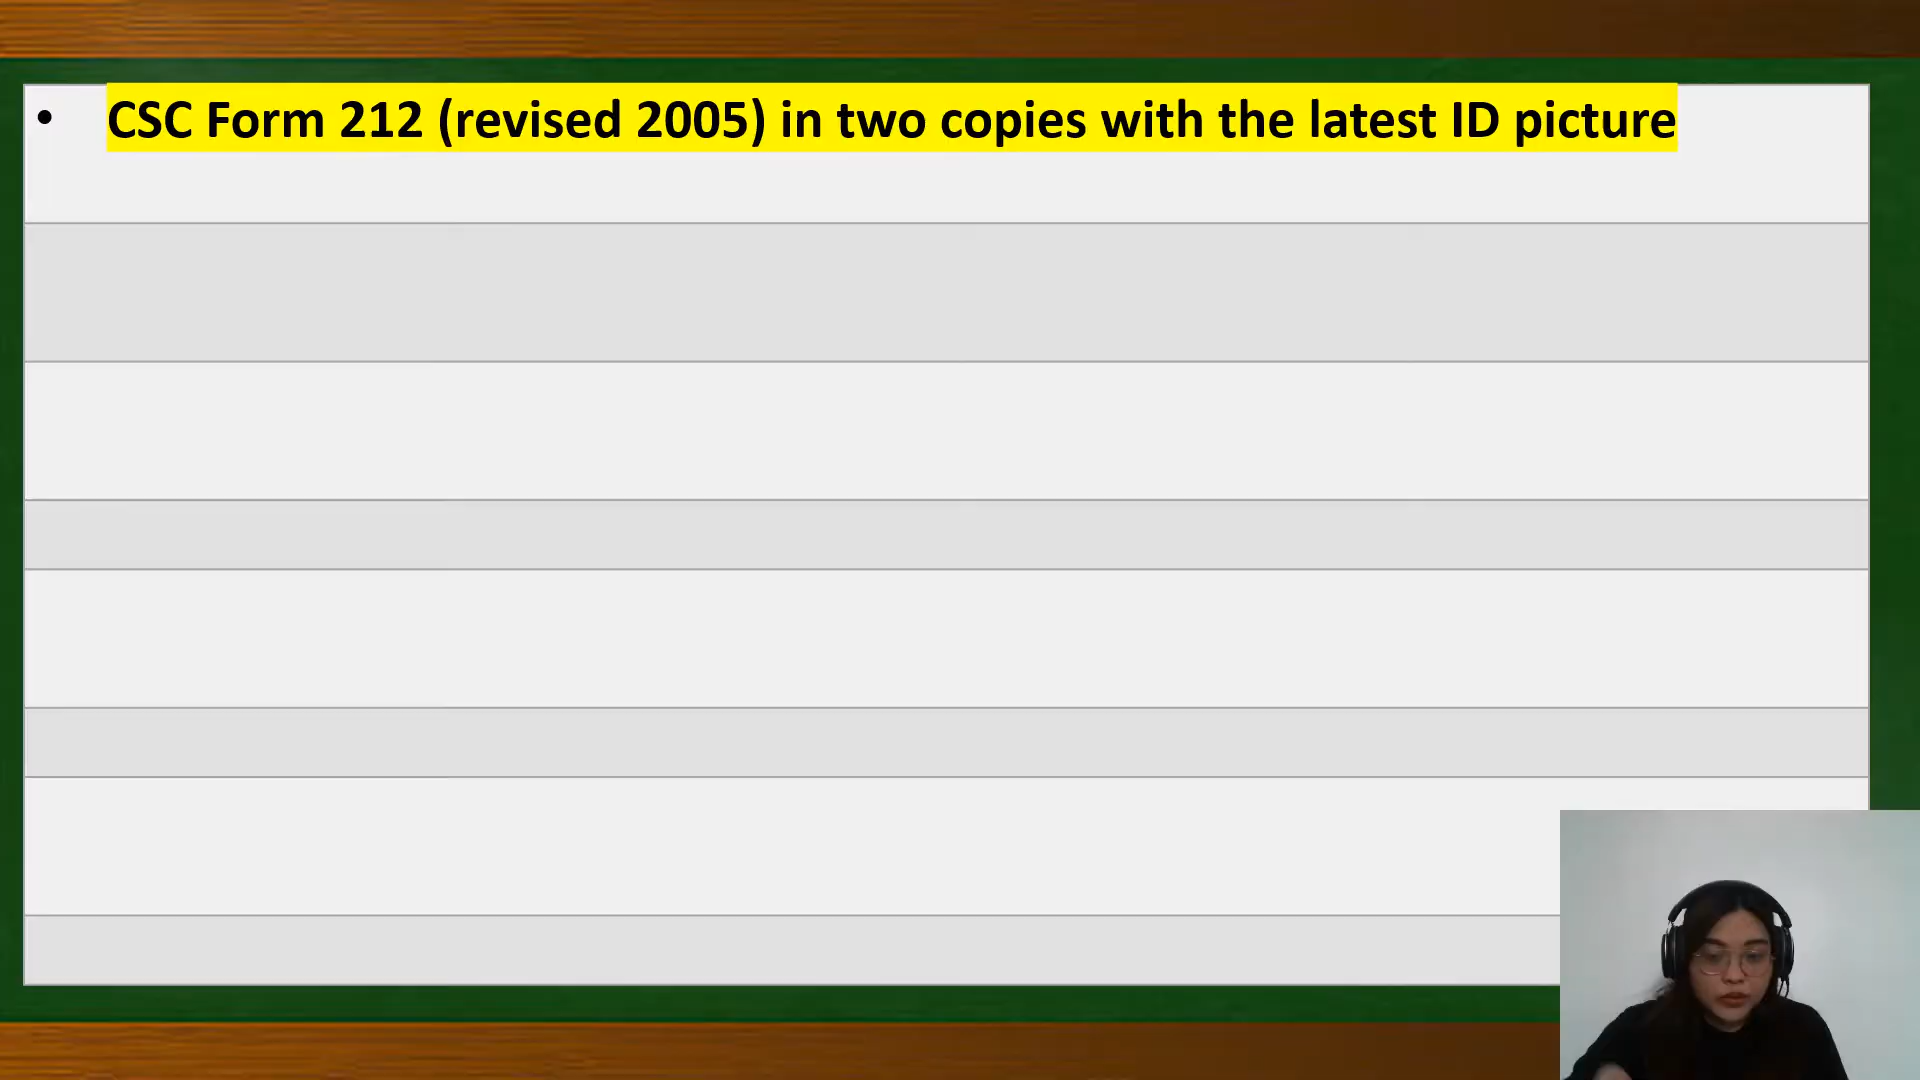 • CSC Form 212 (revised 2005) in two copies with the latest ID picture